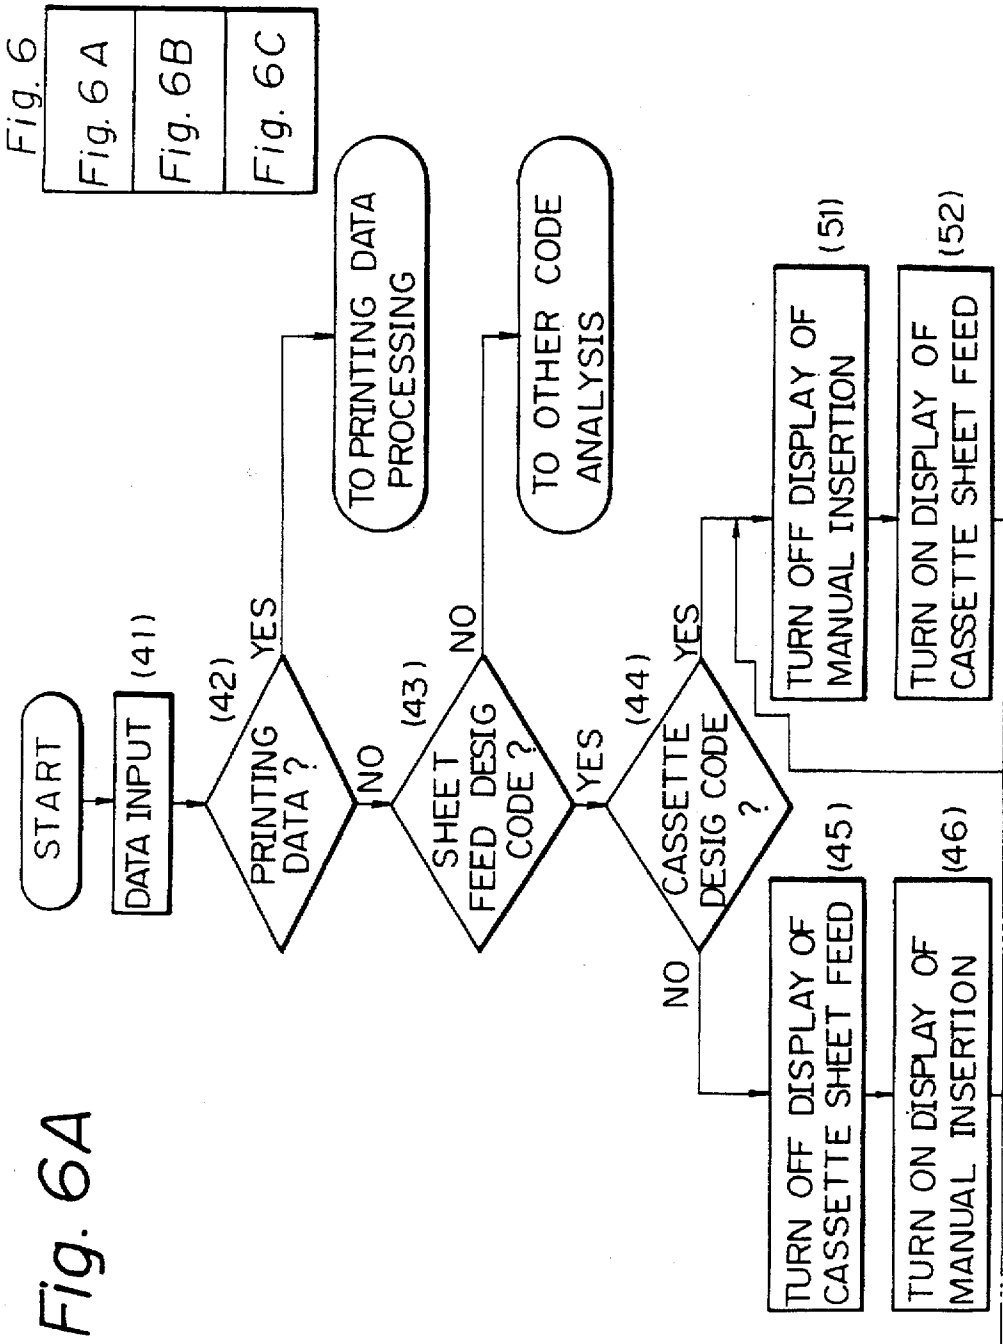 Fig. 6A
Fig. 6
Fig. 6A
Fig. 6B
Fig. 6C
START
DATA INPUT
(41)
PRINTING
DATA ?
(42)
YES
NO
TO PRINTING DATA
PROCESSING
SHEET
FEED DESIG
CODE ?
(43)
NO
YES
TO OTHER CODE
ANALYSIS
CASSETTE
DESIG CODE
?
(44)
NO
YES
TURN OFF DISPLAY OF
CASSETTE SHEET FEED
(45)
TURN ON DISPLAY OF
MANUAL INSERTION
(46)
TURN OFF DISPLAY OF
MANUAL INSERTION
(51)
TURN ON DISPLAY OF
CASSETTE SHEET FEED
(52)